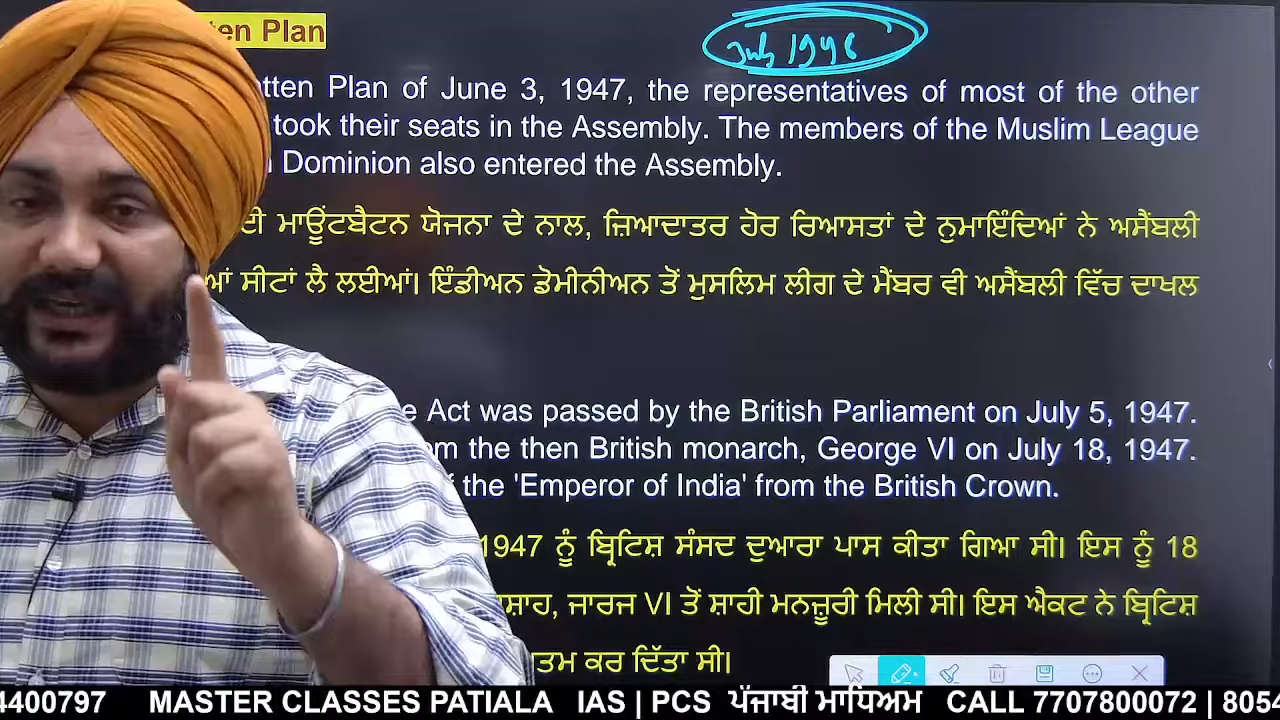 ten Plan
July 1948
tten Plan of June 3, 1947, the representatives of most of the other
took their seats in the Assembly. The members of the Muslim League
Dominion also entered the Assembly.
ਮਾਊਂਟਬੈਟਨ ਯੋਜਨਾ ਦੇ ਨਾਲ, ਜ਼ਿਆਦਾਤਰ ਹੋਰ ਰਿਆਸਤਾਂ ਦੇ ਨੁਮਾਇੰਦਿਆਂ ਨੇ ਅਸੈਂਬਲੀ
ਆਂ ਸੀਟਾਂ ਲੈ ਲਈਆਂ। ਇੰਡੀਅਨ ਡੋਮੀਨੀਅਨ ਤੋਂ ਮੁਸਲਿਮ ਲੀਗ ਦੇ ਮੈਂਬਰ ਵੀ ਅਸੈਂਬਲੀ ਵਿੱਚ ਦਾਖਲ
e Act was passed by the British Parliament on July 5, 1947.
om the then British monarch, George VI on July 18, 1947.
f the 'Emperor of India' from the British Crown.
1947 ਨੂੰ ਬ੍ਰਿਟਿਸ਼ ਸੰਸਦ ਦੁਆਰਾ ਪਾਸ ਕੀਤਾ ਗਿਆ ਸੀ। ਇਸ ਨੂੰ 18
ਸ਼ਾਹ, ਜਾਰਜ VI ਤੋਂ ਸ਼ਾਹੀ ਮਨਜ਼ੂਰੀ ਮਿਲੀ ਸੀ। ਇਸ ਐਕਟ ਨੇ ਬ੍ਰਿਟਿਸ਼
ਤਮ ਕਰ ਦਿੱਤਾ ਸੀ।
4400797 MASTER CLASSES PATIALA IAS | PCS ਪੰਜਾਬੀ ਮਾਧਿਅਮ CALL 7707800072 | 8054